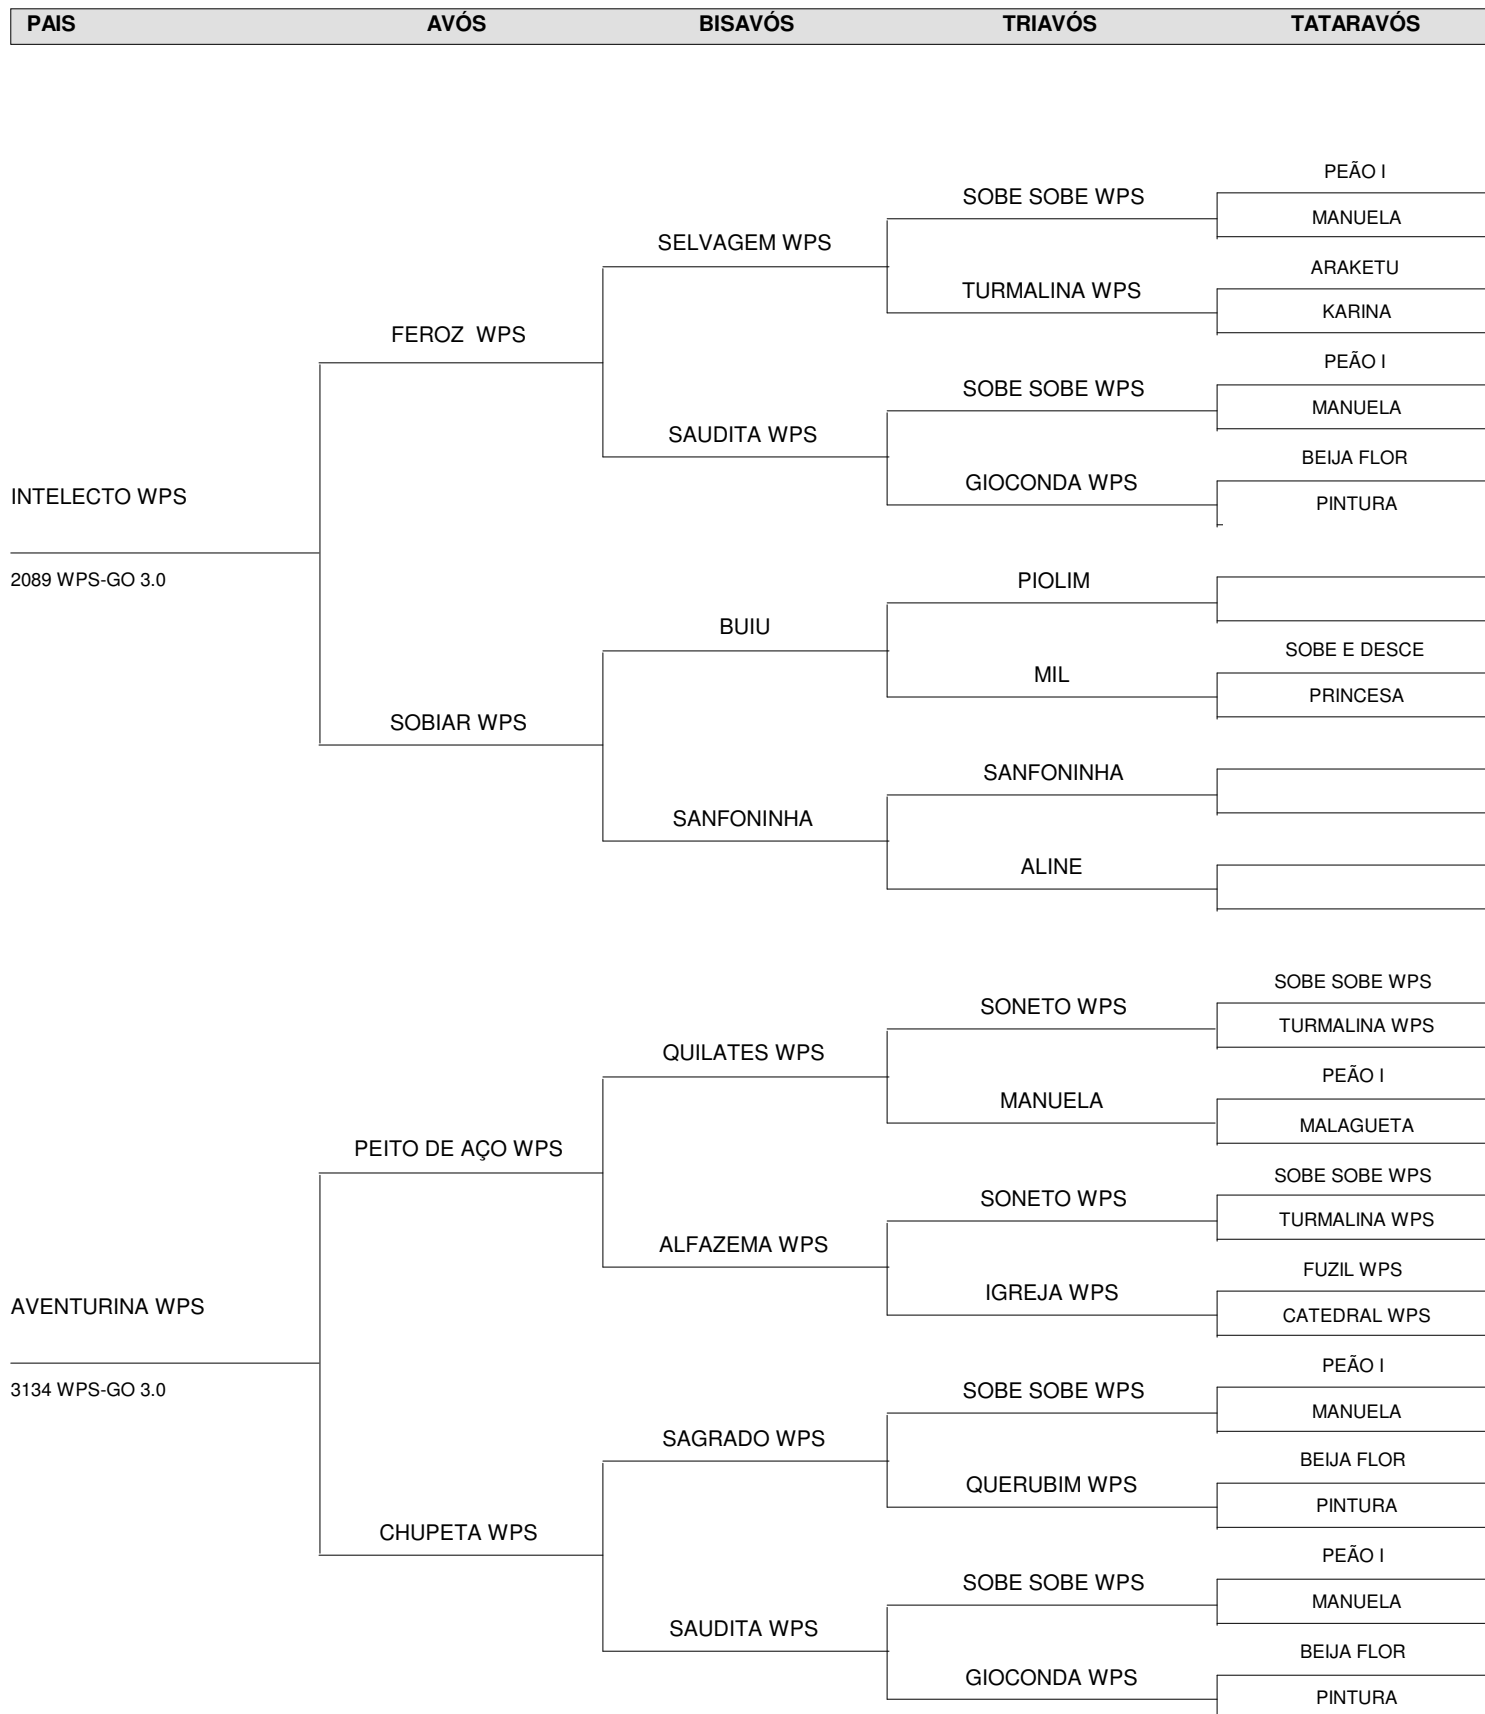 PAIS AVÓS BISAVÓS TRIAVÓS TATARAVÓS
PEÃO I
SOBE SOBE WPS
MANUELA
SELVAGEM WPS
ARAKETU
TURMALINA WPS
KARINA
FEROZ WPS
PEÃO I
SOBE SOBE WPS
MANUELA
SAUDITA WPS
BEIJA FLOR
GIOCONDA WPS
INTELECTO WPS
PINTURA
2089 WPS-GO 3.0
PIOLIM
BUIU
SOBE E DESCE
MIL
PRINCESA
SOBIAR WPS
SANFONINHA
SANFONINHA
ALINE
SOBE SOBE WPS
SONETO WPS
TURMALINA WPS
QUILATES WPS
PEÃO I
MANUELA
MALAGUETA
PEITO DE AÇO WPS
SOBE SOBE WPS
SONETO WPS
TURMALINA WPS
ALFAZEMA WPS
FUZIL WPS
IGREJA WPS
AVENTURINA WPS
CATEDRAL WPS
PEÃO I
3134 WPS-GO 3.0
SOBE SOBE WPS
MANUELA
SAGRADO WPS
BEIJA FLOR
QUERUBIM WPS
PINTURA
CHUPETA WPS
PEÃO I
SOBE SOBE WPS
MANUELA
SAUDITA WPS
BEIJA FLOR
GIOCONDA WPS
PINTURA